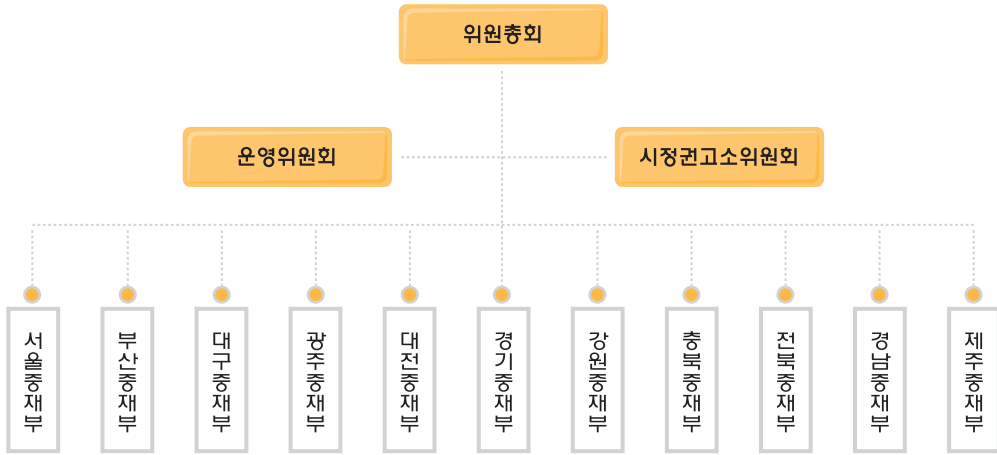 위원총회
운영위원회
시정권고소위원회
서울중재부
부산중재부
대구중재부
광주중재부
대전중재부
경기중재부
강원중재부
충북중재부
전북중재부
경남중재부
제주중재부